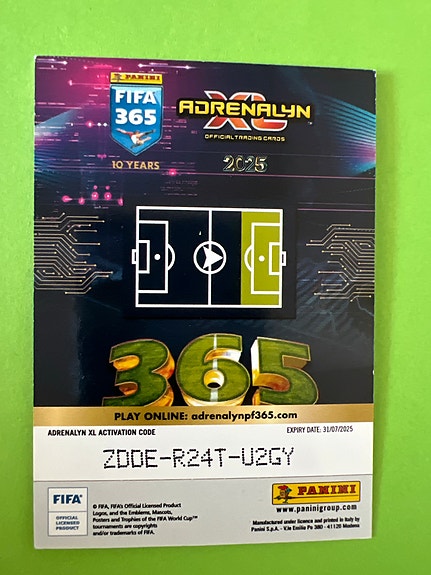 PANINI
FIFA
365
10 YEARS
ADRENALYN
XL
OFFICIAL TRADING CARDS
2025
365
PLAY ONLINE: adrenalynpf365.com
ADRENALYN XL ACTIVATION CODE
EXPIRY DATE: 31/07/2025
ZDDE-R24T-U2GY
FIFA
OFFICIAL
LICENSED
PRODUCT
© FIFA, FIFA's Official Licensed Product
Logos, and the Emblems, Mascots,
Posters and Trophies of the FIFA World Cup™
tournaments are copyrights
and/or trademarks of FIFA.
PANINI
www.paninigroup.com
Manufactured under licence and printed in Italy by
Panini S.p.A. - V.le Emilio Po 380 - 41126 Modena